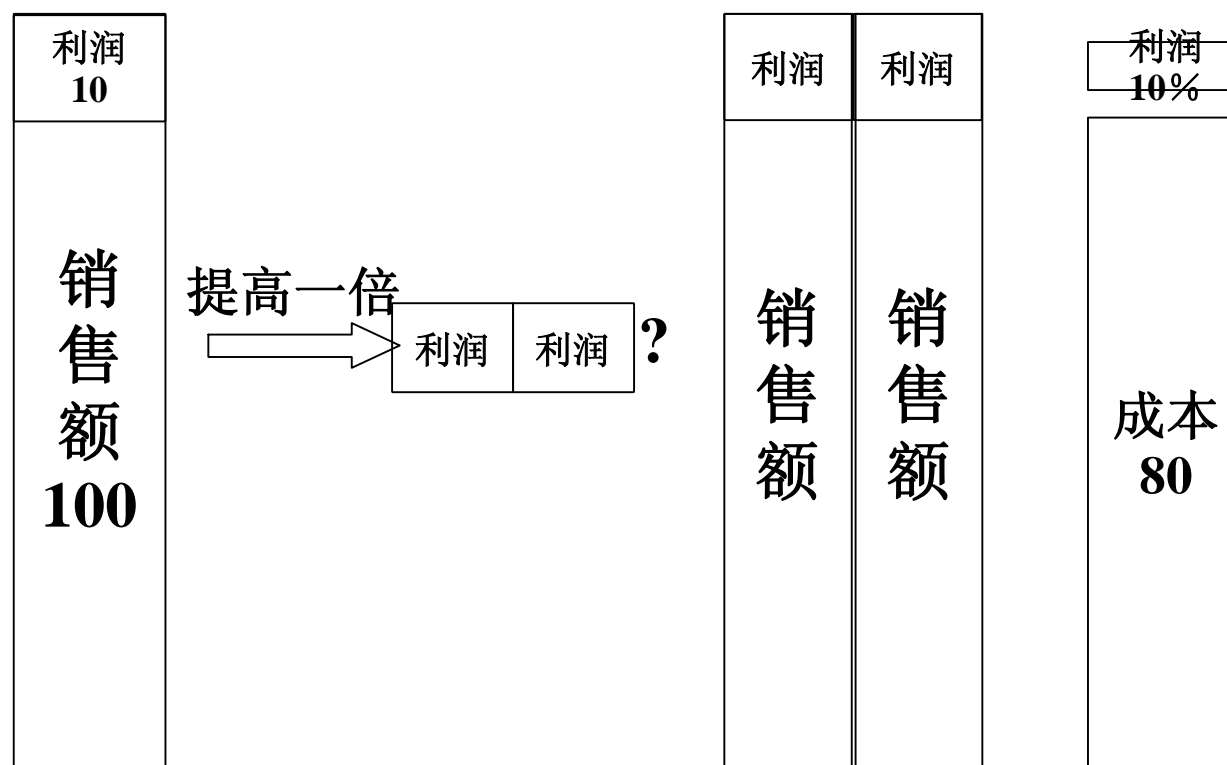 利润
10
销
售
额
100
提高一倍
利润 利润 ?
利润 利润
销 销
售 售
额 额
利润
10%
成本
80